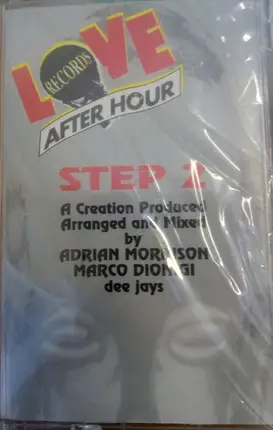 LOVE
RECORDS
AFTER HOUR
STEP 2
A Creation Produced
Arranged and Mixed
by
ADRIAN MORRISON
MARCO DIONIGI
dee jays